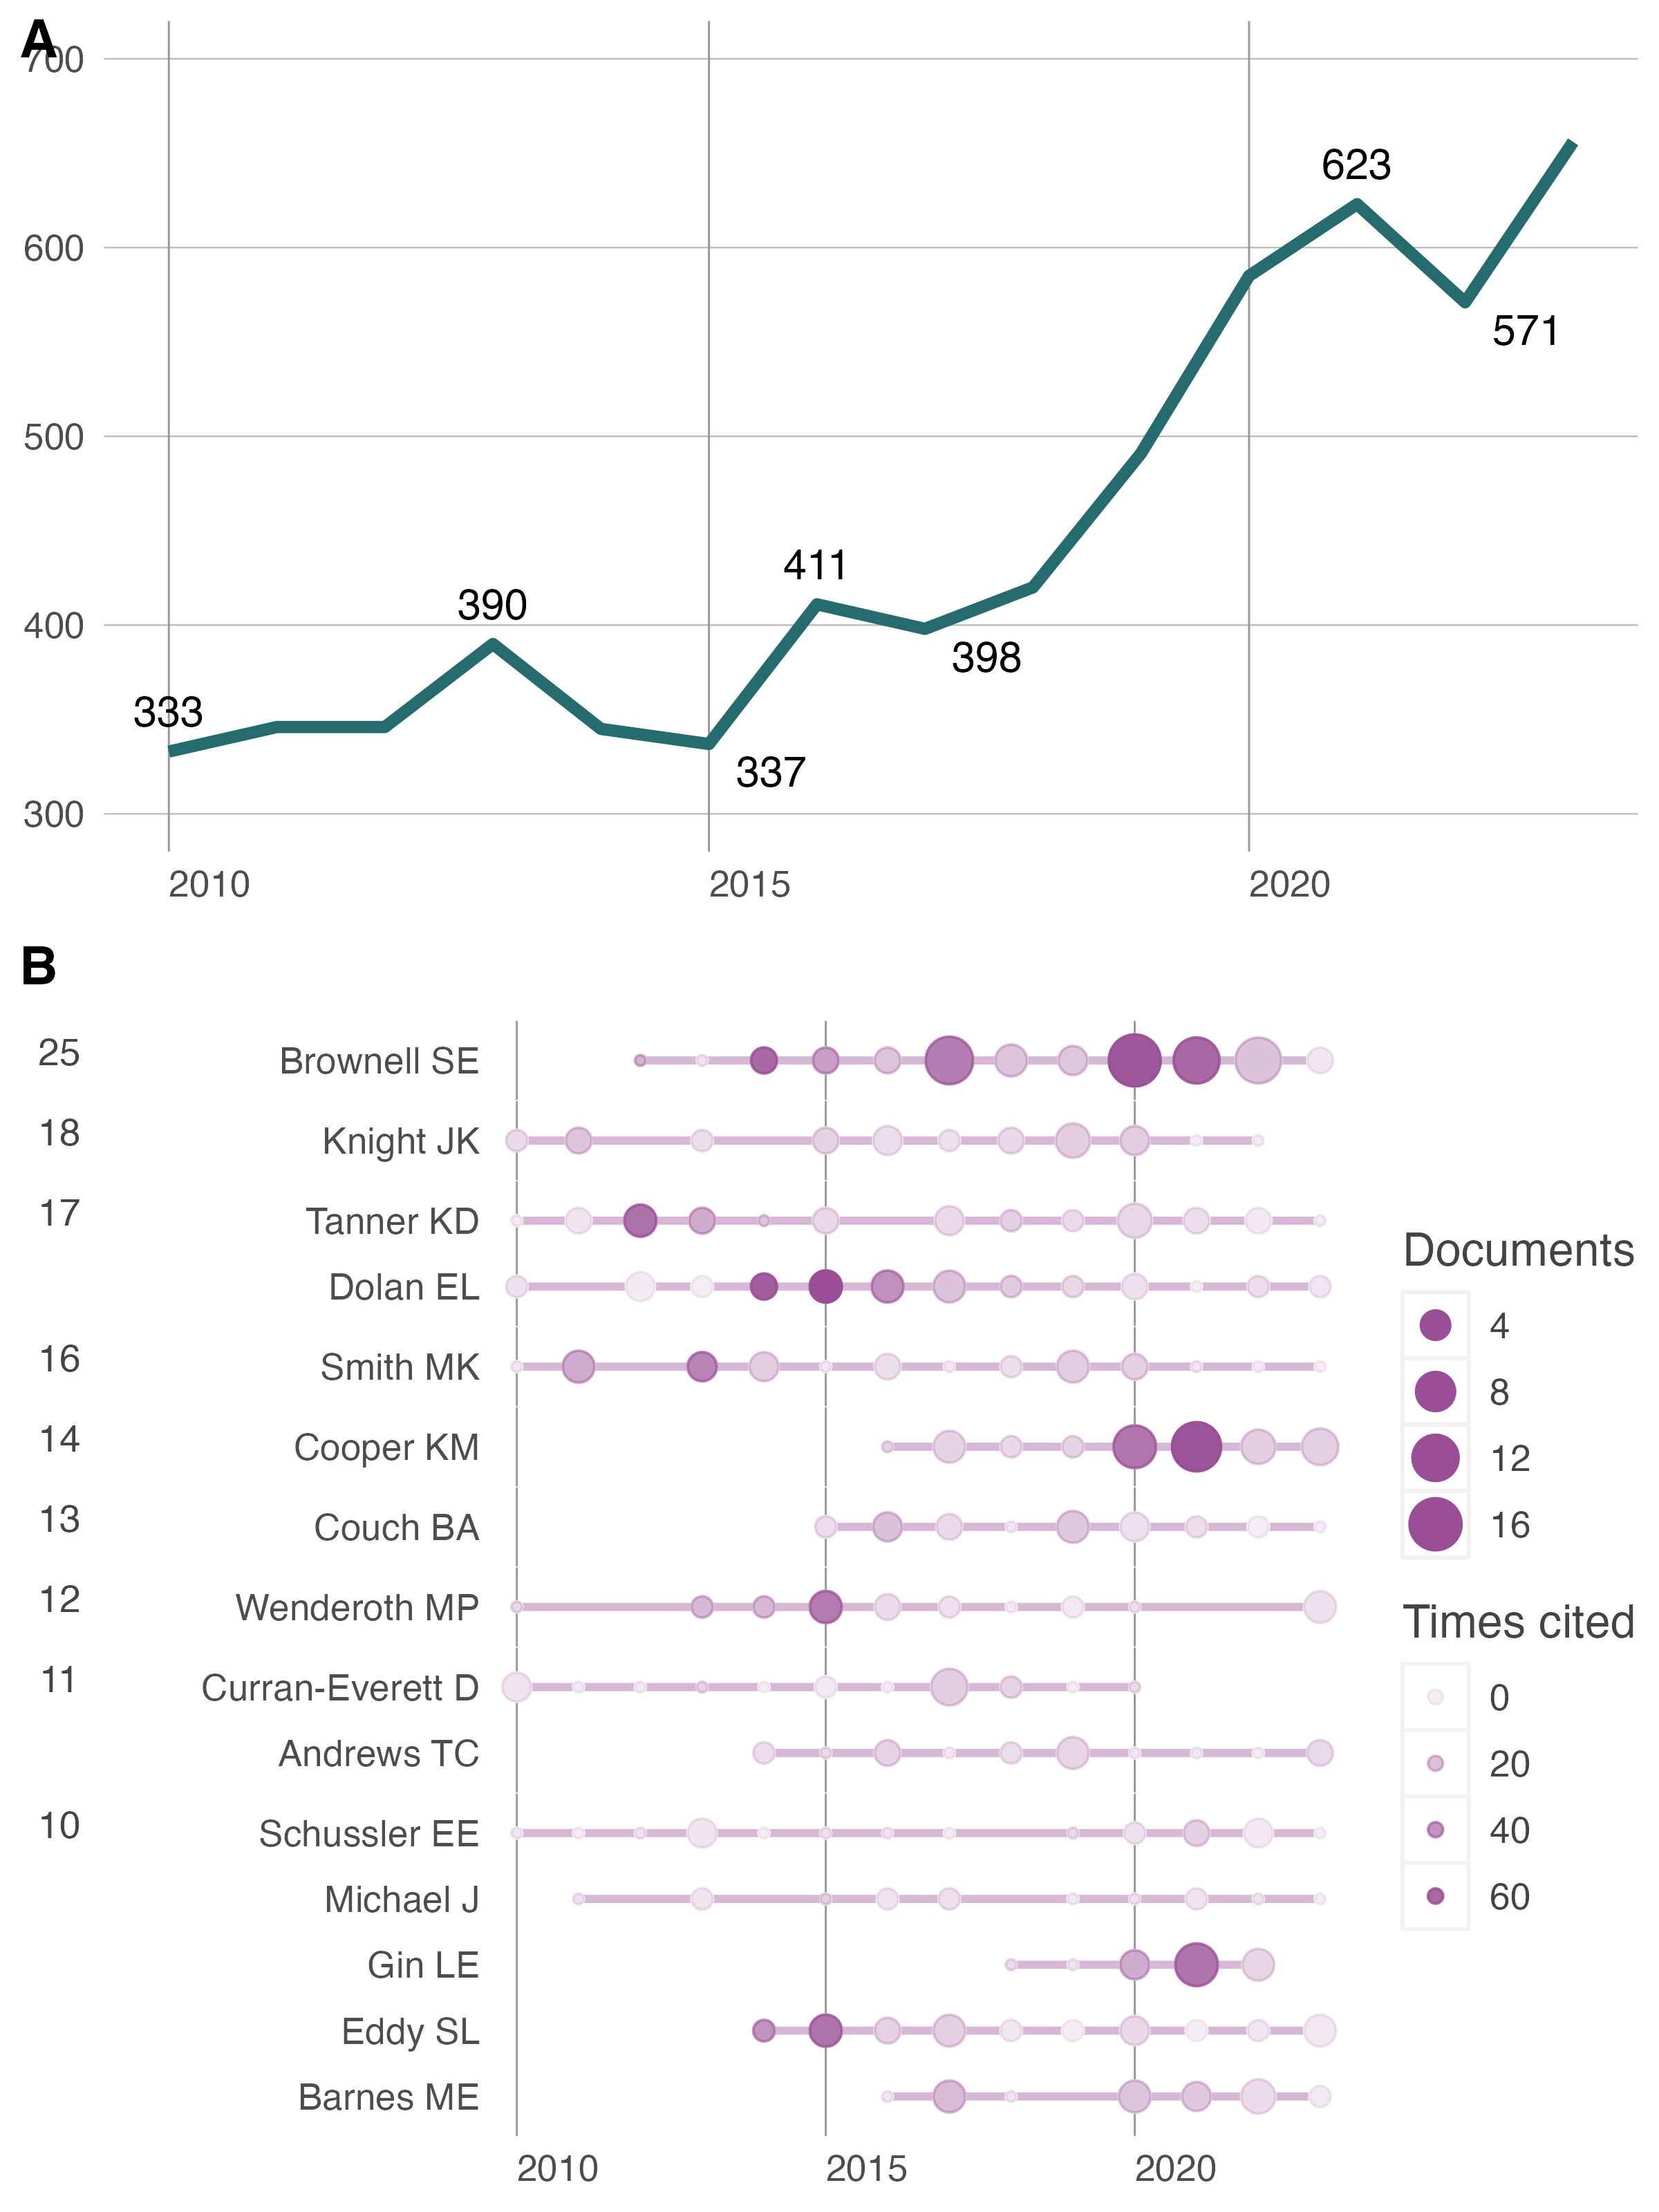 A
700
600
500
400
300
333
390
337
411
398
623
571
2010 2015 2020
B
25 Brownell SE
18 Knight JK
17 Tanner KD
Dolan EL
16 Smith MK
14 Cooper KM
13 Couch BA
12 Wenderoth MP
11 Curran-Everett D
Andrews TC
10 Schussler EE
Michael J
Gin LE
Eddy SL
Barnes ME
2010 2015 2020
Documents
4
8
12
16
Times cited
0
20
40
60